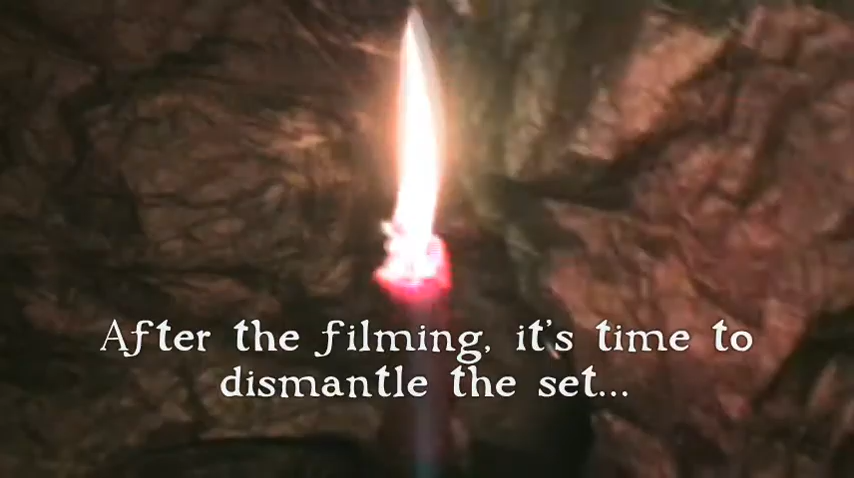 After the filming, it's time to
dismantle the set...